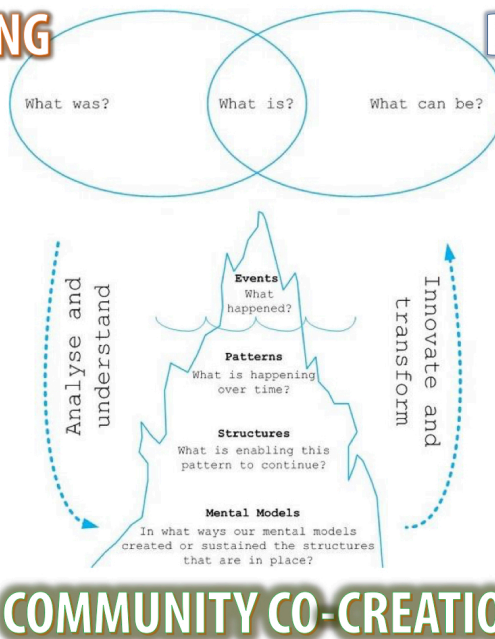 NG
What was?
What is?
What can be?
Events
What
happened?
Patterns
What is happening
over time?
Structures
What is enabling this
pattern to continue?
Mental Models
In what ways our mental models
created or sustained the structures
that are in place?
Analyse and
understand
Innovate and
transform
COMMUNITY CO-CREATIO